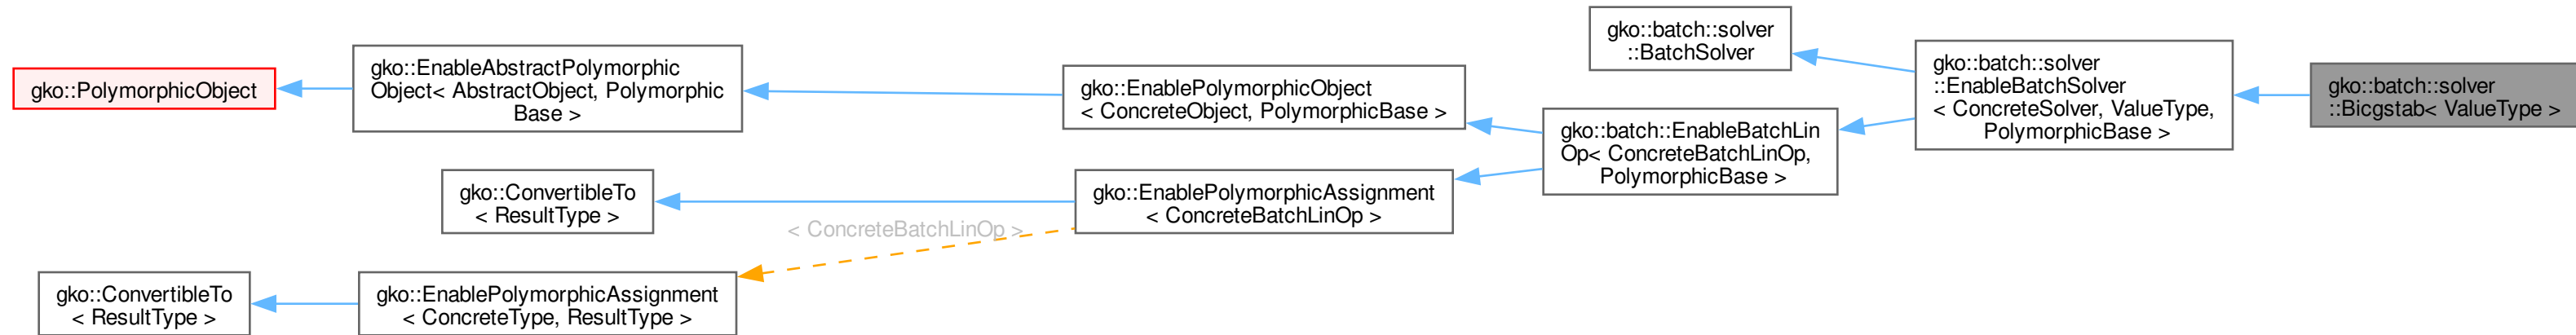 gko::PolymorphicObject
gko::EnableAbstractPolymorphic
Object< AbstractObject, Polymorphic
Base >
gko::EnablePolymorphicObject
< ConcreteObject, PolymorphicBase >
gko::batch::solver
::BatchSolver
gko::batch::solver
::EnableBatchSolver
< ConcreteSolver, ValueType,
PolymorphicBase >
gko::batch::solver
::Bicgstab< ValueType >
gko::batch::EnableBatchLin
Op< ConcreteBatchLinOp,
PolymorphicBase >
gko::ConvertibleTo
< ResultType >
gko::EnablePolymorphicAssignment
< ConcreteBatchLinOp >
< ConcreteBatchLinOp >
gko::ConvertibleTo
< ResultType >
gko::EnablePolymorphicAssignment
< ConcreteType, ResultType >